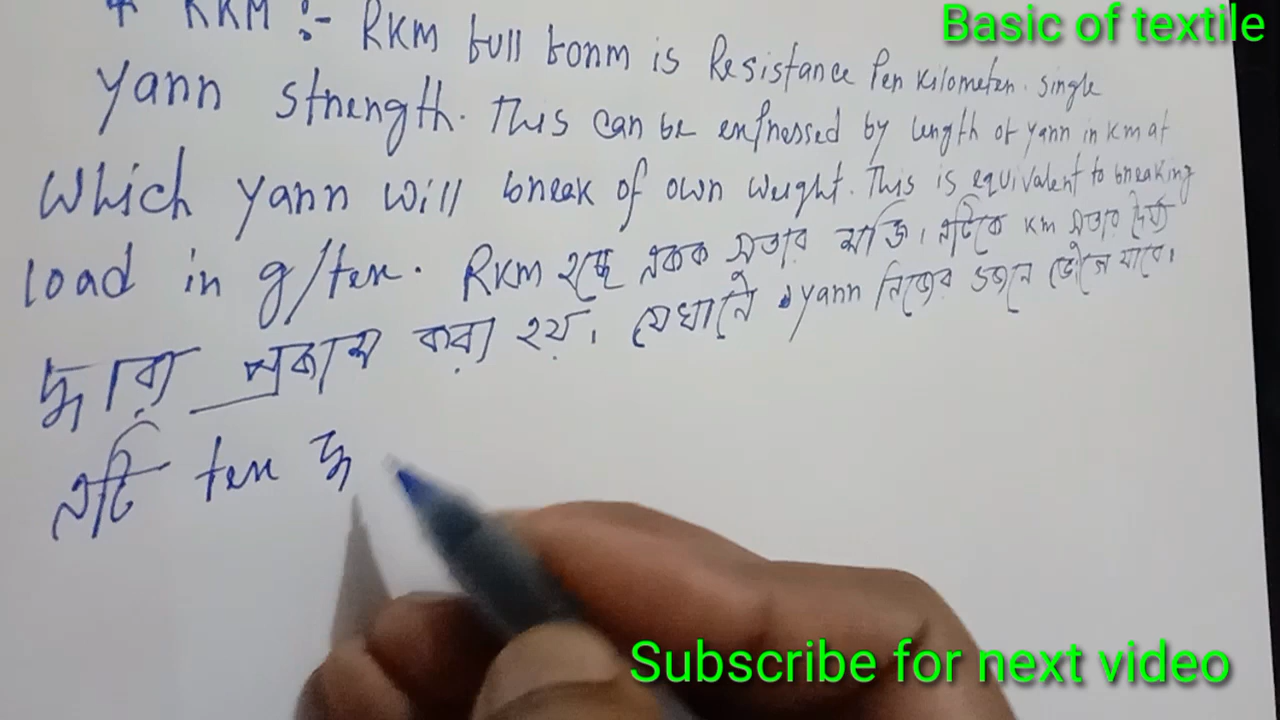 Basic of textile
* RKM :- RKM full form is Resistance Per Kilometer. single
yarn strength. This can be expressed by length of yarn in km at
which yarn will break of own weight. This is equivalent to breaking
load in g/tex. RKM হচ্ছে একক সুতার শক্তি। এটিকে KM সুতার দৈর্ঘ্য
দ্বারা প্রকাশ করা হয়। যেখানে yarn নিজের ওজনে ভেঙ্গে যাবে।
এটি tex দ্ব
Subscribe for next video